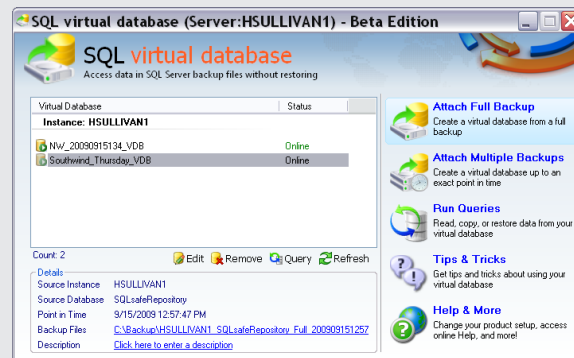 SQL virtual database (Server:HSULLIVAN1) - Beta Edition
SQL virtual database
Access data in SQL Server backup files without restoring
Virtual Database Status
Instance: HSULLIVAN1
NW_20090915134_VDB Online
Southwind_Thursday_VDB Online
Count: 2 Edit Remove Query Refresh
Details
Source Instance HSULLIVAN1
Source Database SQLsafeRepository
Point in Time 9/15/2009 12:57:47 PM
Backup Files C:\Backup\HSULLIVAN1_SQLsafeRepository_Full_200909151257
Description Click here to enter a description
Attach Full Backup
Create a virtual database from a full
backup
Attach Multiple Backups
Create a virtual database up to an
exact point in time
Run Queries
Read, copy, or restore data from your
virtual database
Tips & Tricks
Get tips and tricks about using your
virtual database
Help & More
Change your product setup, access
online Help, and more!